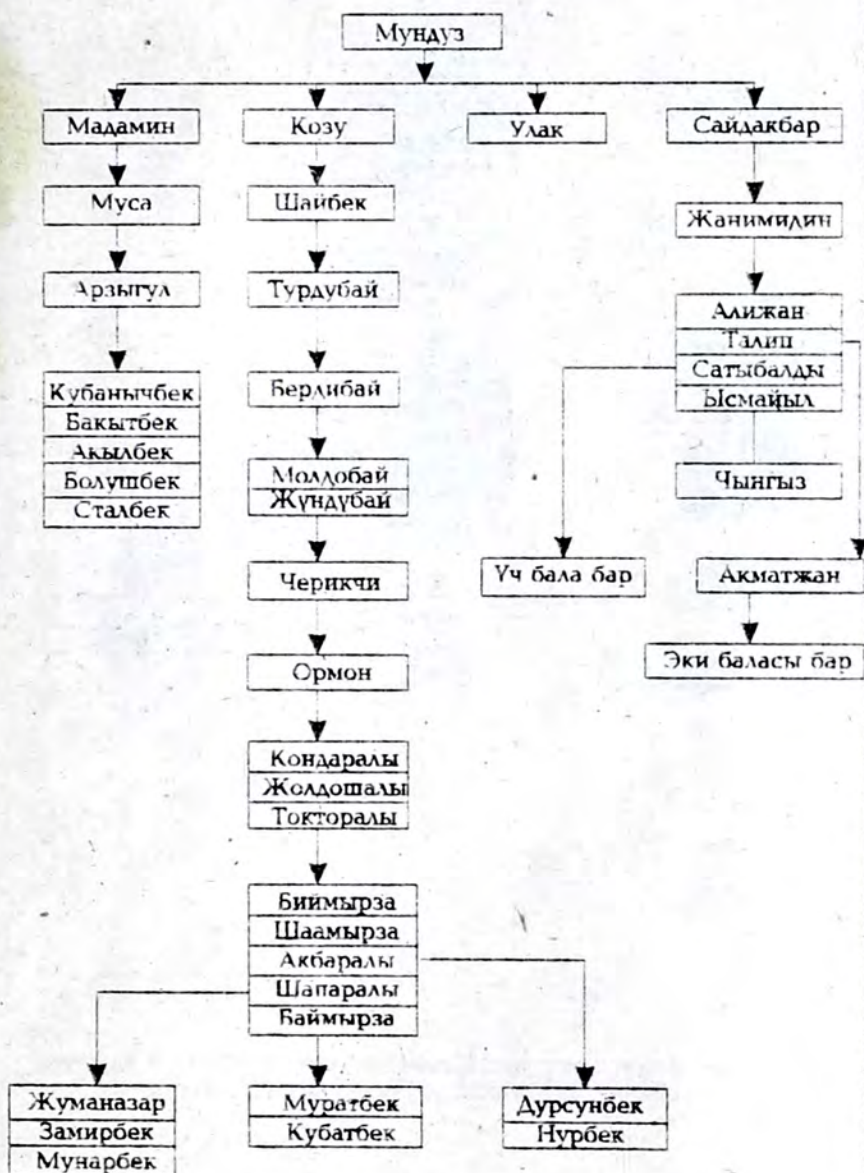 Мундуз
Мадамин
Козу
Улак
Сайдакбар
Муса
Шайбек
Жанимидин
Арзыгул
Турдубай
Алижан
Талип
Сатыбалды
Ысмайыл
Кубанычбек
Бакытбек
Акылбек
Болушбек
Сталбек
Бердибай
Молдобай
Жүндүбай
Чынгыз
Черикчи
Үч бала бар
Акматжан
Ормон
Эки баласы бар
Кондаралы
Жолдошалы
Токторалы
Биймырза
Шаамырза
Акбаралы
Шапаралы
Баймырза
Жуманазар
Замирбек
Мунарбек
Муратбек
Кубатбек
Дурсунбек
Нурбек